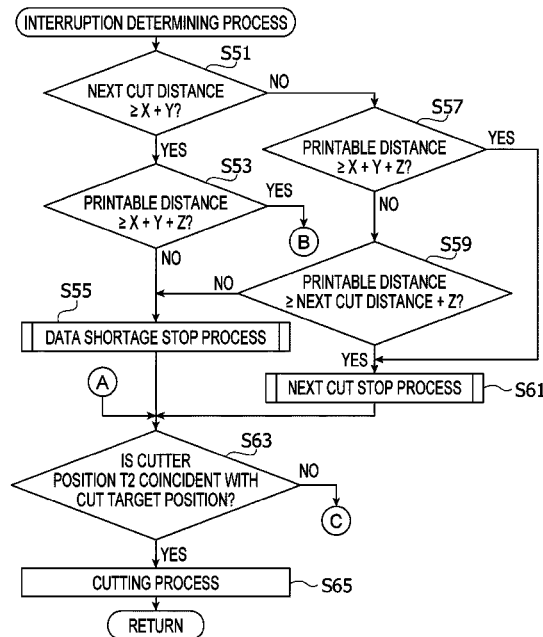 INTERRUPTION DETERMINING PROCESS
S51
NEXT CUT DISTANCE
≥ X + Y?
NO
YES
S57
PRINTABLE DISTANCE
≥ X + Y + Z?
YES
NO
S53
PRINTABLE DISTANCE
≥ X + Y + Z?
YES
B
NO
S59
PRINTABLE DISTANCE
≥ NEXT CUT DISTANCE + Z?
NO
YES
S55
DATA SHORTAGE STOP PROCESS
NEXT CUT STOP PROCESS
S61
A
S63
IS CUTTER
POSITION T2 COINCIDENT WITH
CUT TARGET POSITION?
NO
C
YES
CUTTING PROCESS
S65
RETURN